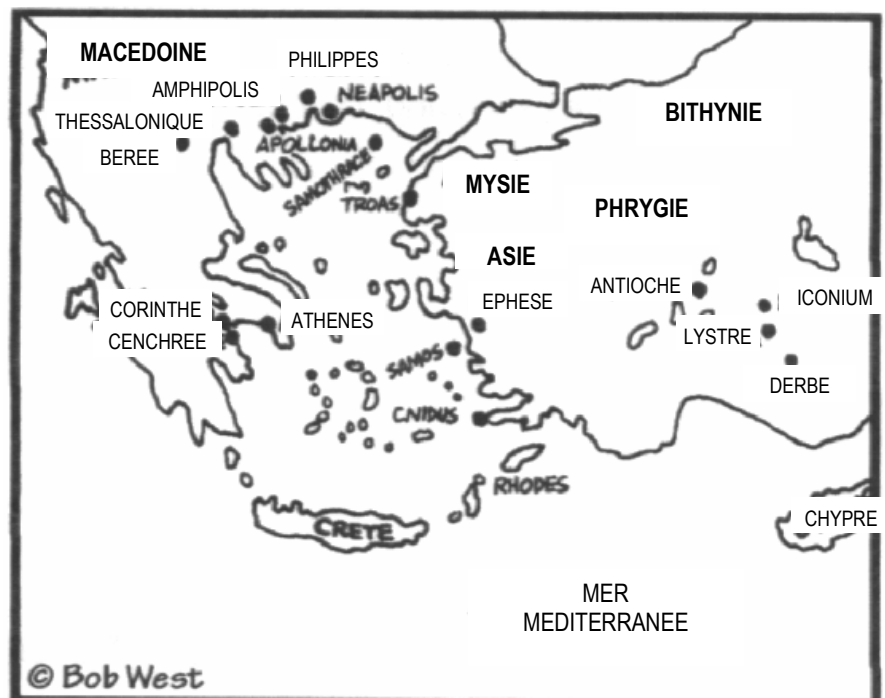 MACEDOINE
PHILIPPES
AMPHIPOLIS
NEAPOLIS
THESSALONIQUE
APOLLONIA
BEREE
SAMOTHRACE
TROAS
BITHYNIE
MYSIE
PHRYGIE
ASIE
ANTIOCHE
EPHESE
ICONIUM
CORINTHE
ATHENES
LYSTRE
CENCHREE
SAMOS
DERBE
CNIDUS
RHODES
CRETE
CHYPRE
MER
MEDITERRANEE
© Bob West